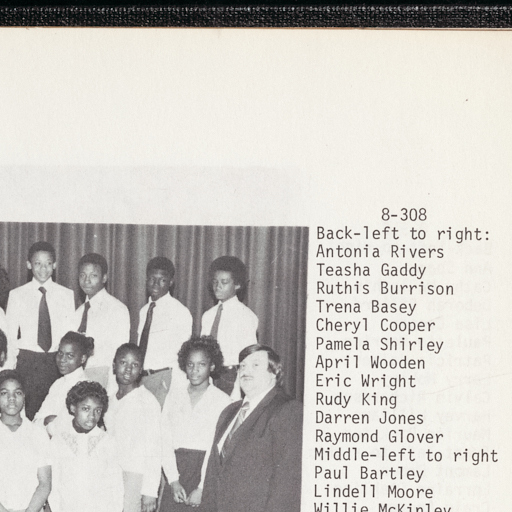 8-308
Back-left to right:
Antonia Rivers
Teasha Gaddy
Ruthis Burrison
Trena Basey
Cheryl Cooper
Pamela Shirley
April Wooden
Eric Wright
Rudy King
Darren Jones
Raymond Glover
Middle-left to right
Paul Bartley
Lindell Moore
Willie McKinley